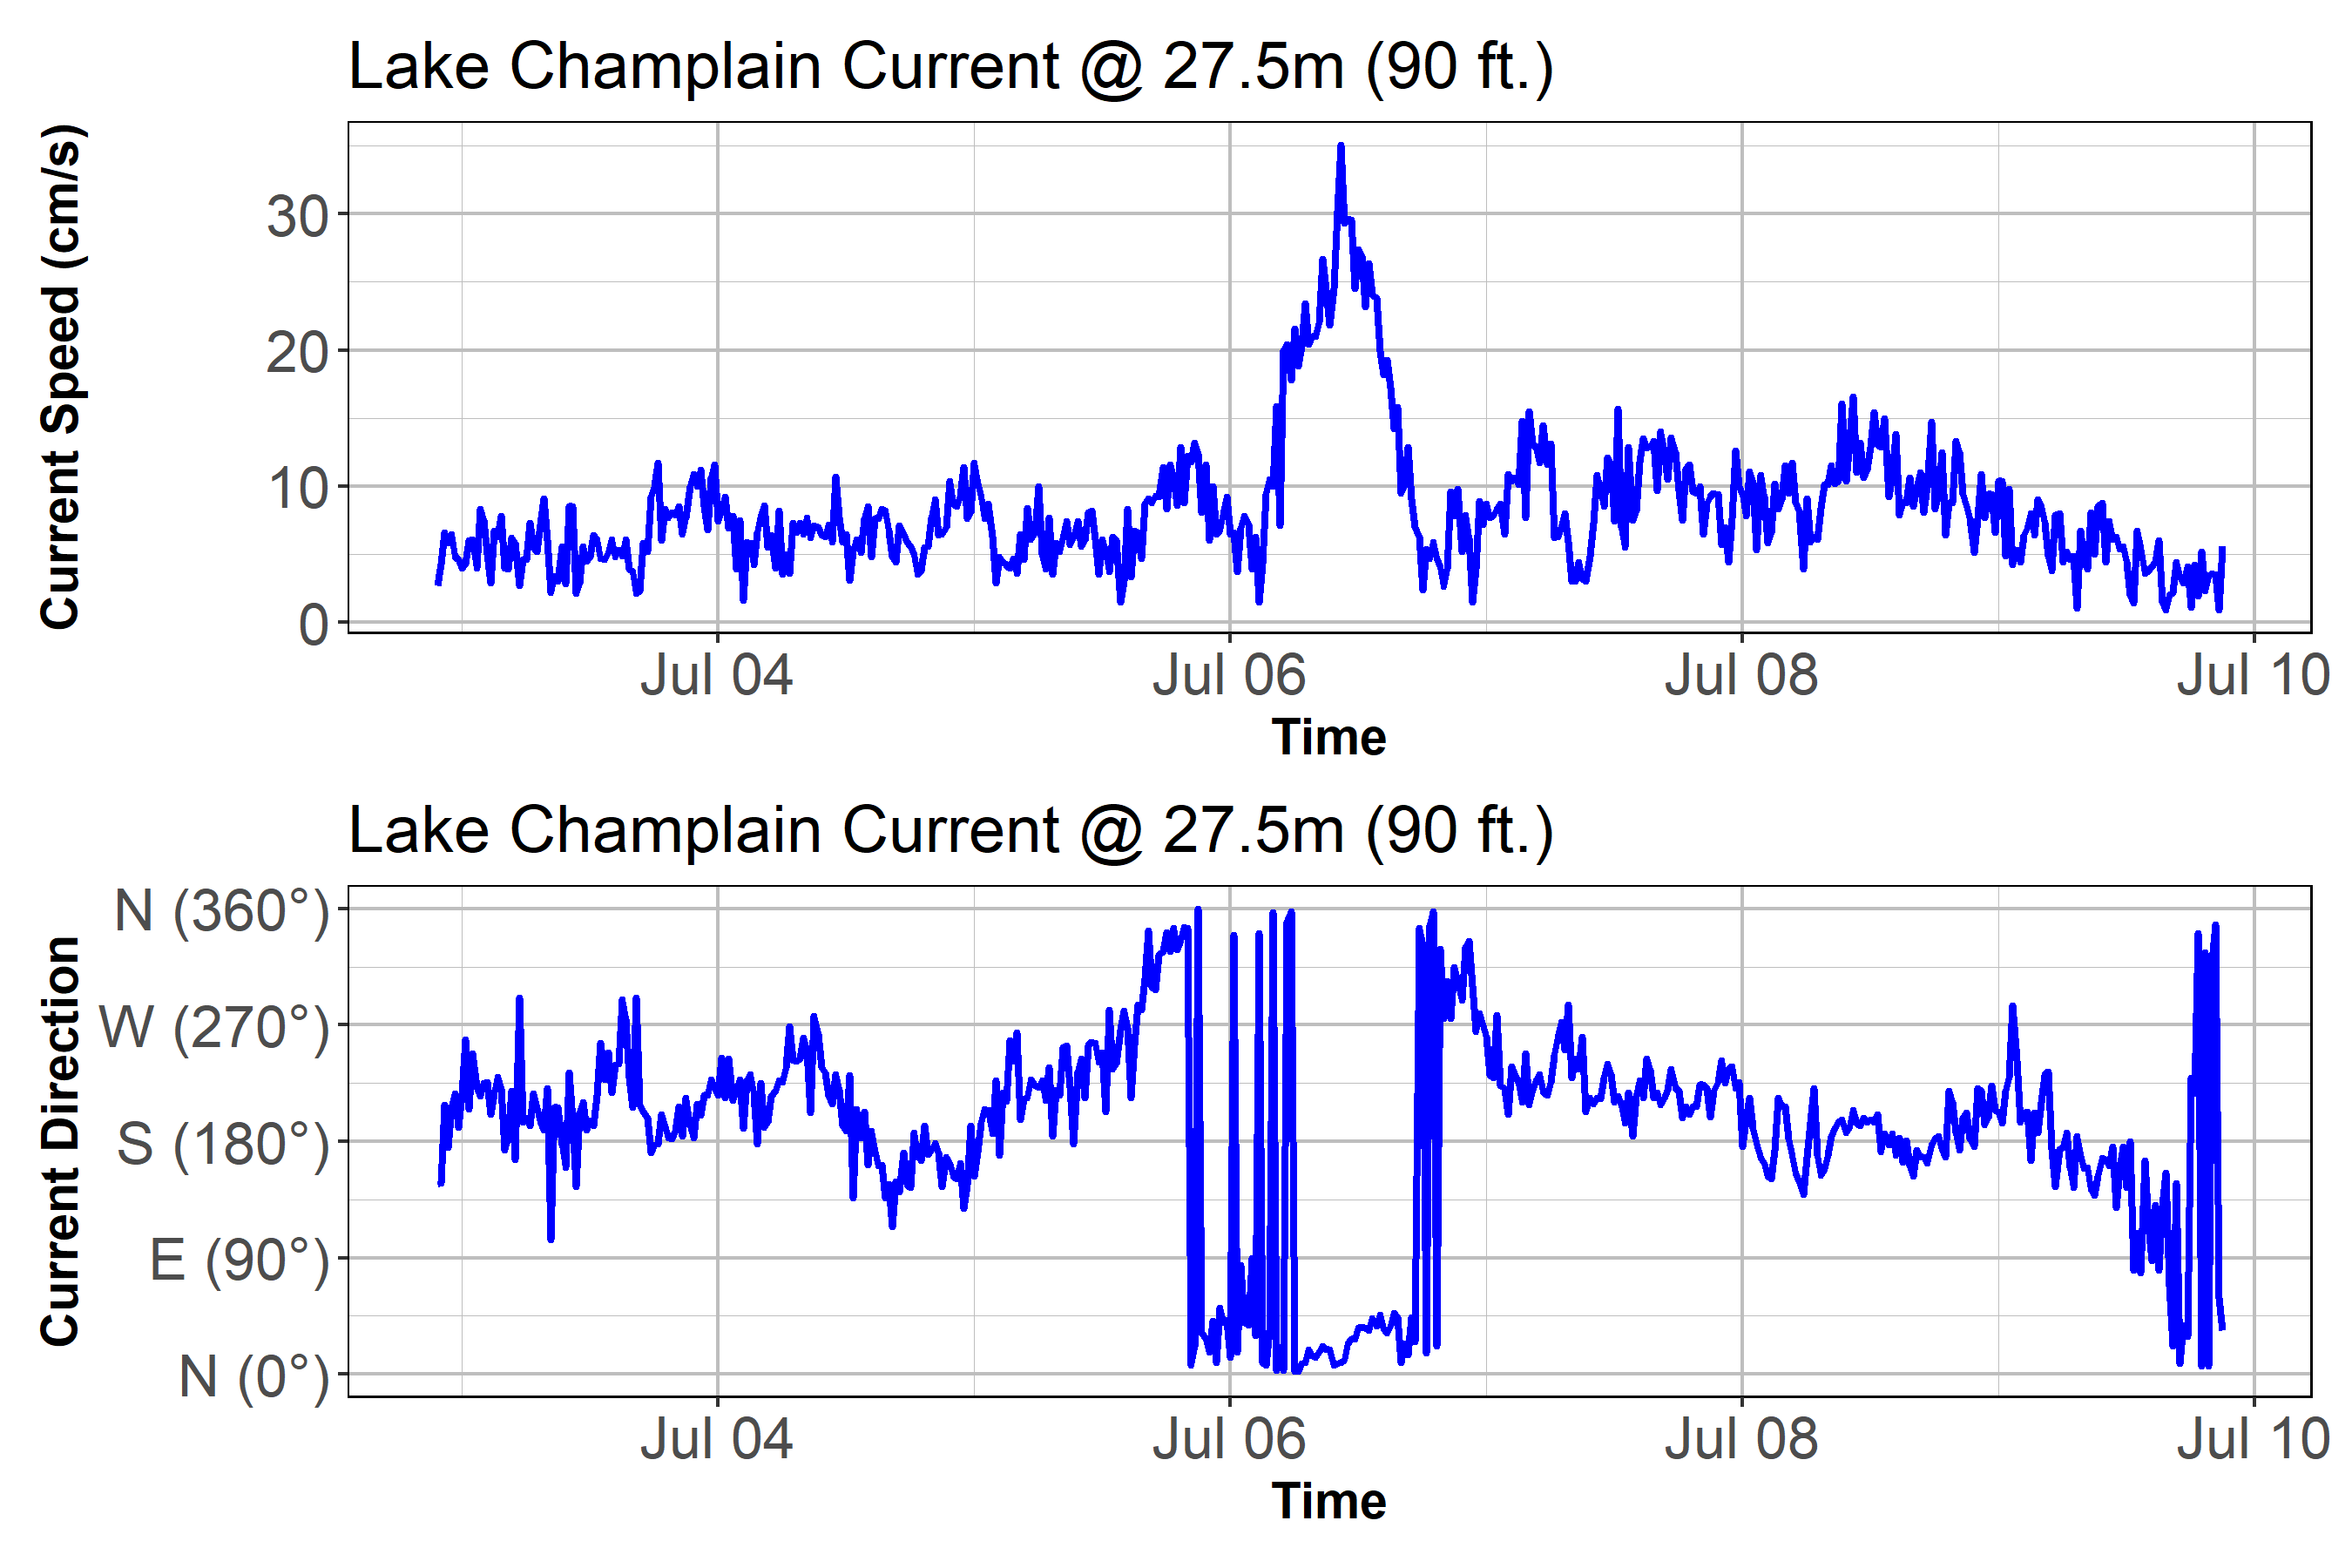 Lake Champlain Current @ 27.5m (90 ft.)
Current Speed (cm/s)
30
20
10
0
Jul 04 Jul 06 Jul 08 Jul 10
Time
Lake Champlain Current @ 27.5m (90 ft.)
Current Direction
N (360°)
W (270°)
S (180°)
E (90°)
N (0°)
Jul 04 Jul 06 Jul 08 Jul 10
Time